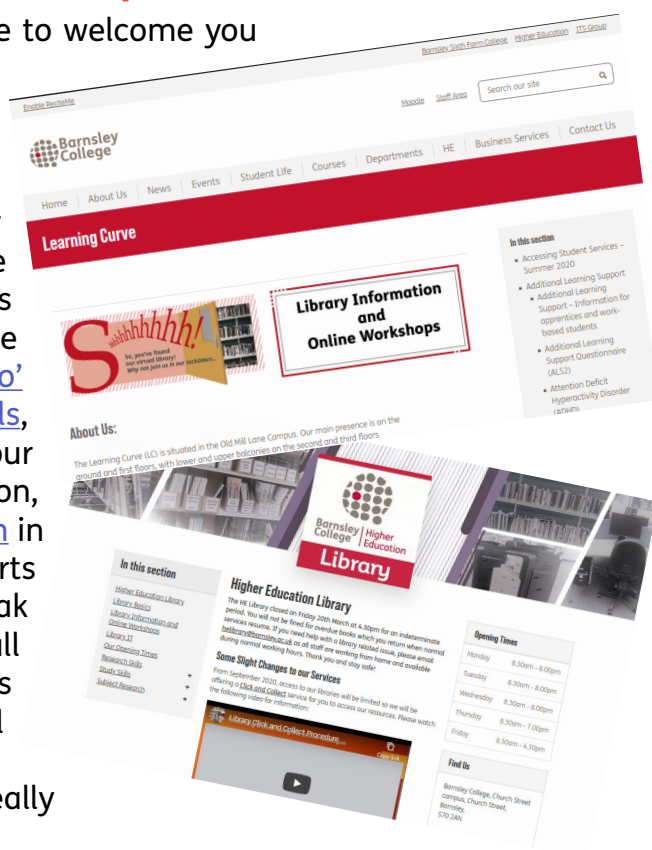 e to welcome you
e
s
e
o’
ls,
our
on,
n in
rts
ak
all
s
l
eally
Barnsley Sixth Form College Higher Education ITS Group
Enable ReciteMe
Moodle Staff Area Search our site
Barnsley
College
Home About Us News Events Student Life Courses Departments HE Business Services Contact Us
Learning Curve
Shhhhhhhh!
So, you've found
our virtual library!
Why not join us in our lockdown...
Library Information
and
Online Workshops
In this section
Accessing Student Services –
Summer 2020
Additional Learning Support
Additional Learning
Support – Information for
apprentices and work-
based students
Additional Learning
Support Questionnaire
(ALS2)
Attention Deficit
Hyperactivity Disorder
(ADHD)
About Us:
The Learning Curve (LC) is situated in the Old Mill Lane Campus. Our main presence is on the
ground and first floors, with lower and upper balconies on the second and third floors
Barnsley
College
Higher
Education
Library
In this section
Higher Education Library
Library Basics
Library Information and
Online Workshops
Library IT
Our Opening Times
Research Skills +
Study Skills +
Subject Research +
Higher Education Library
The HE Library closed on Friday 20th March at 4.30pm for an indeterminate
period. You will not be fined for overdue books which you return when normal
services resume. If you need help with a library related issue, please email
helibrary@barnsley.ac.uk as all staff are working from home and available
during normal working hours. Thank you and stay safe!
Some Slight Changes to our Services
From September 2020, access to our libraries will be limited so we will be
offering a Click and Collect service for you to access our resources. Please watch
the following video for information:
Library Click and Collect Procedure
Copy link
Opening Times
Monday 8.30am - 8.00pm
Tuesday 8.30am - 8.00pm
Wednesday 8.30am - 8.00pm
Thursday 8.30am - 7.00pm
Friday 8.30am - 4.30pm
Find Us
Barnsley College, Church Street
campus, Church Street,
Barnsley,
S70 2AN